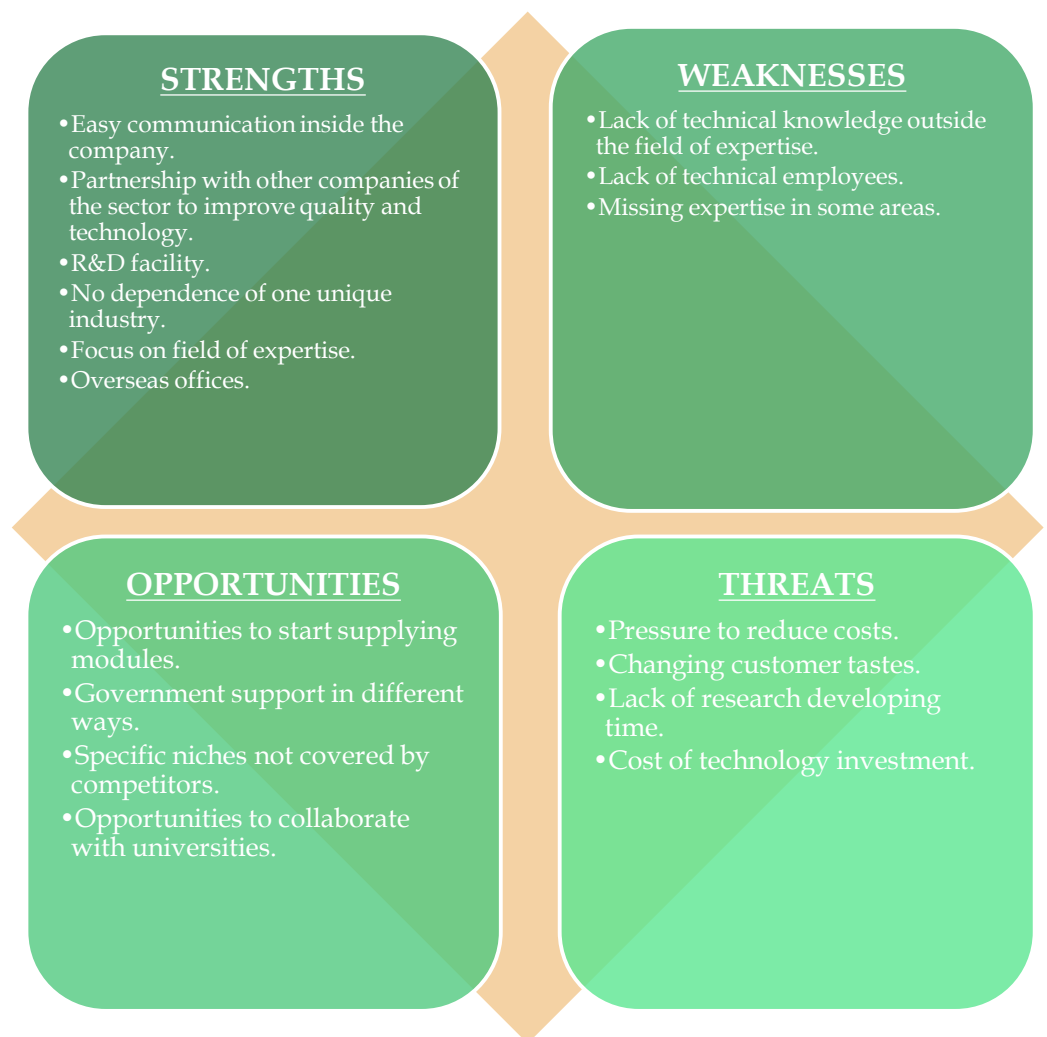 STRENGTHS
•Easy communication inside the
company.
•Partnership with other companies of
the sector to improve quality and
technology.
•R&D facility.
•No dependence of one unique
industry.
•Focus on field of expertise.
•Overseas offices.
WEAKNESSES
•Lack of technical knowledge outside
the field of expertise.
•Lack of technical employees.
•Missing expertise in some areas.
OPPORTUNITIES
•Opportunities to start supplying
modules.
•Government support in different
ways.
•Specific niches not covered by
competitors.
•Opportunities to collaborate
with universities.
THREATS
•Pressure to reduce costs.
•Changing customer tastes.
•Lack of research developing
time.
•Cost of technology investment.